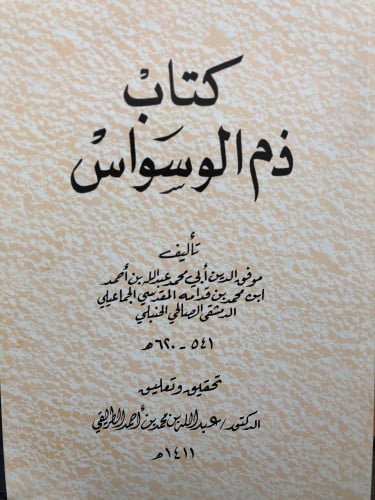 كتاب
ذم الوسواس
تأليف
موفق الدين أبي محمد عبدالله بن أحمد
ابن محمد بن قدامه المقدسي الجماعيلي
الدمشقي الصالحي الحنبلي
٥٤١ - ٦٢٠هـ
تحقيق وتعليق
الدكتور/ عبدالله بن محمد بن أحمد الطريقي
١٤١١هـ